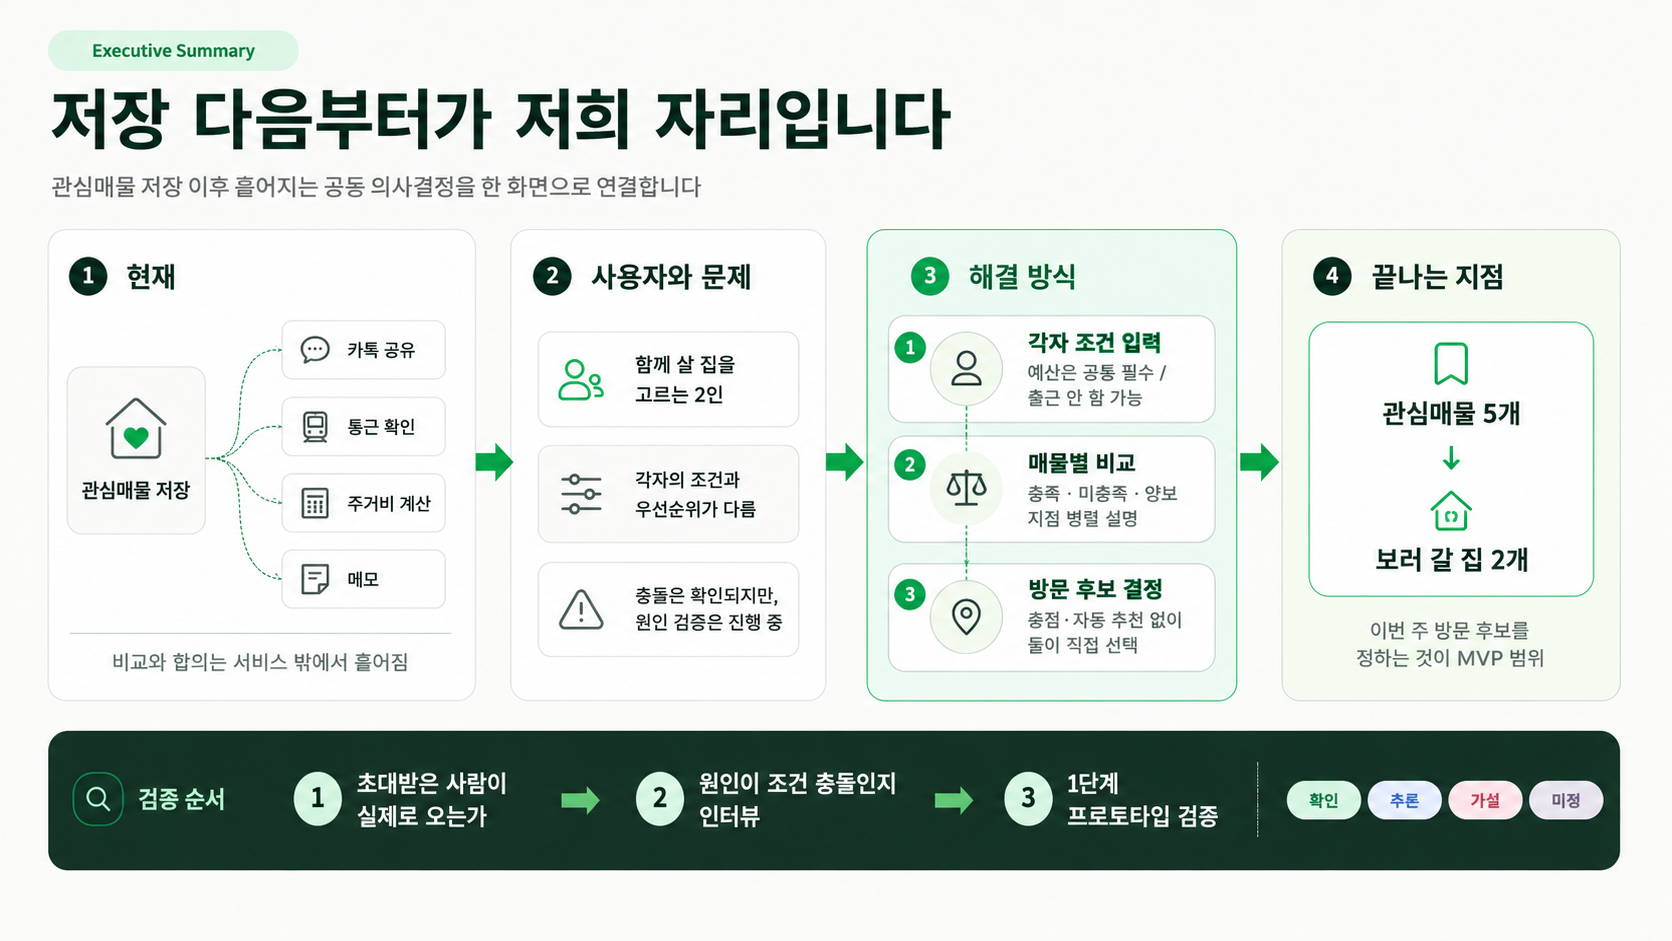 Executive Summary
저장 다음부터가 저희 자리입니다
관심매물 저장 이후 흩어지는 공동 의사결정을 한 화면으로 연결합니다
1 현재
관심매물 저장
카톡 공유
통근 확인
주거비 계산
메모
비교와 합의는 서비스 밖에서 흩어짐
2 사용자와 문제
함께 살 집을
고르는 2인
각자의 조건과
우선순위가 다름
충돌은 확인되지만,
원인 검증은 진행 중
3 해결 방식
1
각자 조건 입력
예산은 공통 필수 /
출근 안 함 가능
2
매물별 비교
충족 · 미충족 · 양보
지점 병렬 설명
3
방문 후보 결정
총점 · 자동 추천 없이
둘이 직접 선택
4 끝나는 지점
관심매물 5개
보러 갈 집 2개
이번 주 방문 후보를
정하는 것이 MVP 범위
검증 순서
1
초대받은 사람이
실제로 오는가
2
원인이 조건 충돌인지
인터뷰
3
1단계
프로토타입 검증
확인
추론
가설
미정